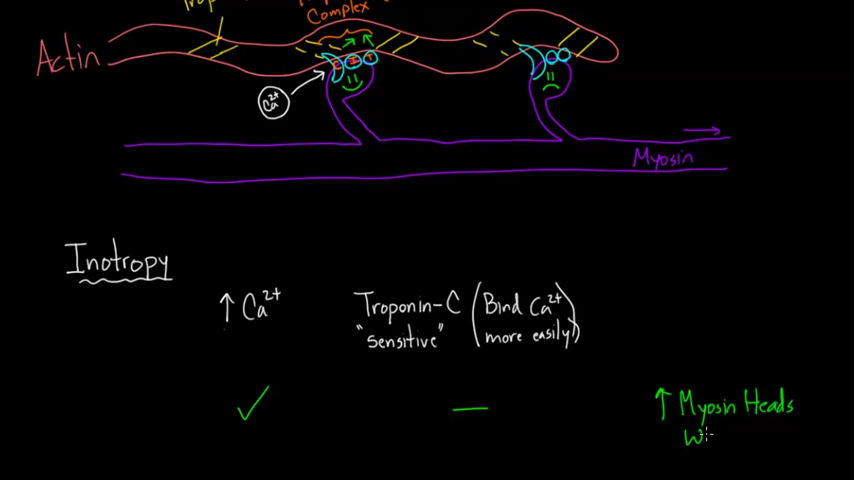 Complex
Actin
C I T
Ca2+
Myosin
Inotropy
↑ Ca2+
Troponin-C (Bind Ca2+
"sensitive" more easily)
✓ —
↑ Myosin Heads
W